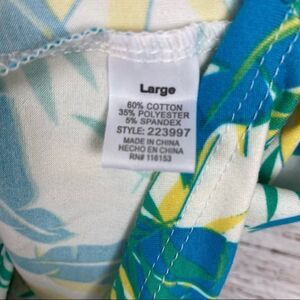 Large
60% COTTON
35% POLYESTER
5% SPANDEX
STYLE: 223997
MADE IN CHINA
HECHO EN CHINA
RN# 116153